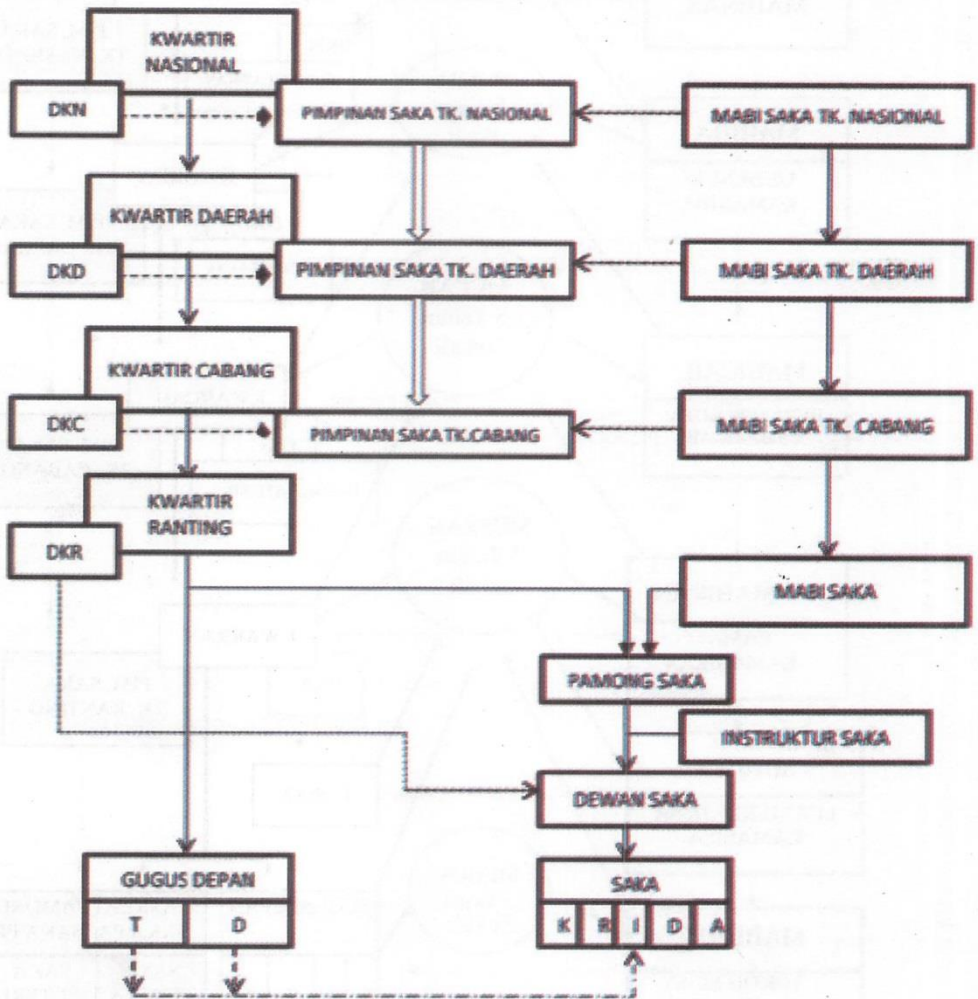 KWARTIR
NASIONAL
DKN
PIMPINAN SAKA TK. NASIONAL
MABI SAKA TK. NASIONAL
KWARTIR DAERAH
DKD
PIMPINAN SAKA TK. DAERAH
MABI SAKA TK. DAERAH
KWARTIR CABANG
DKC
PIMPINAN SAKA TK.CABANG
MABI SAKA TK. CABANG
KWARTIR
RANTING
DKR
MABI SAKA
PAMONG SAKA
INSTRUKTUR SAKA
DEWAN SAKA
GUGUS DEPAN
T D
SAKA
K R I D A